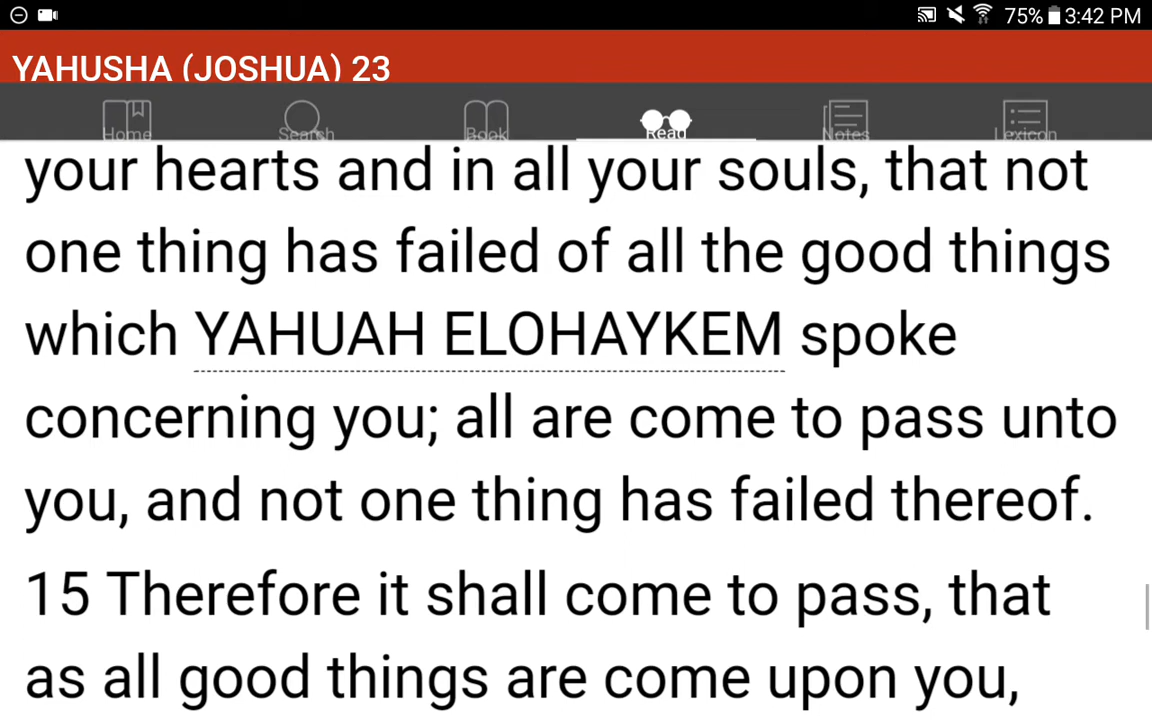 75% 3:42 PM
YAHUSHA (JOSHUA) 23
Home Search Book Read Notes Lexicon
your hearts and in all your souls, that not
one thing has failed of all the good things
which YAHUAH ELOHAYKEM spoke
concerning you; all are come to pass unto
you, and not one thing has failed thereof.
15 Therefore it shall come to pass, that
as all good things are come upon you,